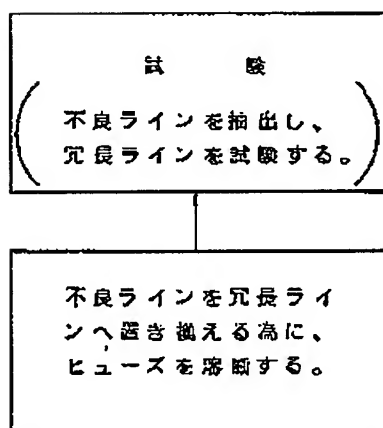 試 験
不良ラインを抽出し、
冗長ラインを試験する。
不良ラインを冗長ライ
ンへ置き換える為に、
ヒューズを溶断する。